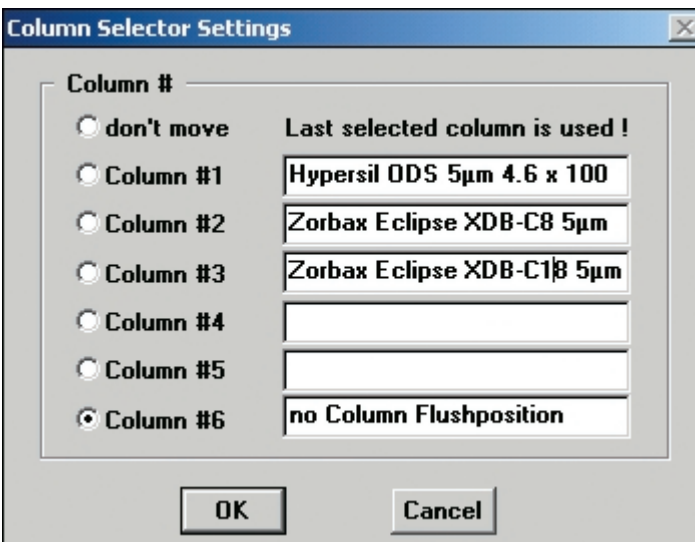 Column Selector Settings
Column #
don't move Last selected column is used !
Column #1 Hypersil ODS 5µm 4.6 x 100
Column #2 Zorbax Eclipse XDB-C8 5µm
Column #3 Zorbax Eclipse XDB-C18 5µm
Column #4
Column #5
Column #6 no Column Flushposition
OK Cancel